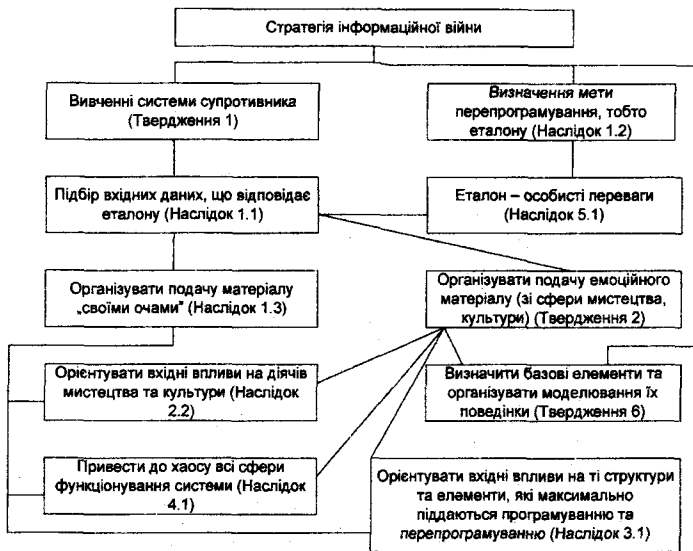 Стратегія інформаційної війни
Вивченні системи супротивника
(Твердження 1)
Визначення мети
перепрограмування, тобто
еталону (Наслідок 1.2)
Підбір вхідних даних, що відповідає
еталону (Наслідок 1.1)
Еталон – особисті переваги
(Наслідок 5.1)
Організувати подачу матеріалу
„своїми очами" (Наслідок 1.3)
Організувати подачу емоційного
матеріалу (зі сфери мистецтва,
культури) (Твердження 2)
Орієнтувати вхідні впливи на діячів
мистецтва та культури (Наслідок
2.2)
Визначити базові елементи та
організувати моделювання їх
поведінки (Твердження 6)
Привести до хаосу всі сфери
функціонування системи (Наслідок
4.1)
Орієнтувати вхідні впливи на ті структури
та елементи, які максимально
піддаються програмуванню та
перепрограмуванню (Наслідок 3.1)